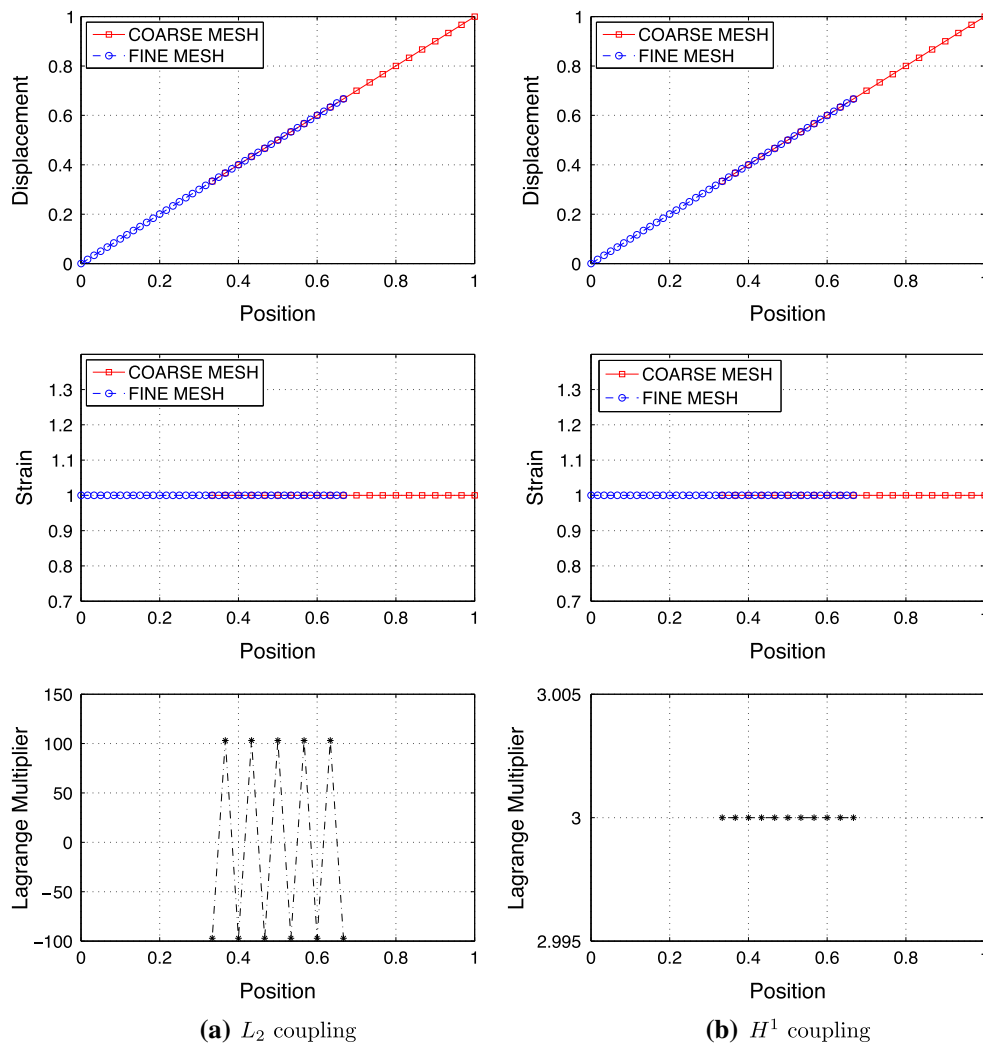 1
0.8
0.6
0.4
0.2
0
Displacement
COARSE MESH
FINE MESH
0 0.2 0.4 0.6 0.8 1
Position
1
0.8
0.6
0.4
0.2
0
Displacement
COARSE MESH
FINE MESH
0 0.2 0.4 0.6 0.8 1
Position
1.3
1.2
1.1
1
0.9
0.8
0.7
Strain
COARSE MESH
FINE MESH
0 0.2 0.4 0.6 0.8 1
Position
1.3
1.2
1.1
1
0.9
0.8
0.7
Strain
COARSE MESH
FINE MESH
0 0.2 0.4 0.6 0.8 1
Position
150
100
50
0
−50
−100
Lagrange Multiplier
0 0.2 0.4 0.6 0.8 1
Position
(a) L₂ coupling
3.005
3
2.995
Lagrange Multiplier
0 0.2 0.4 0.6 0.8 1
Position
(b) H¹ coupling